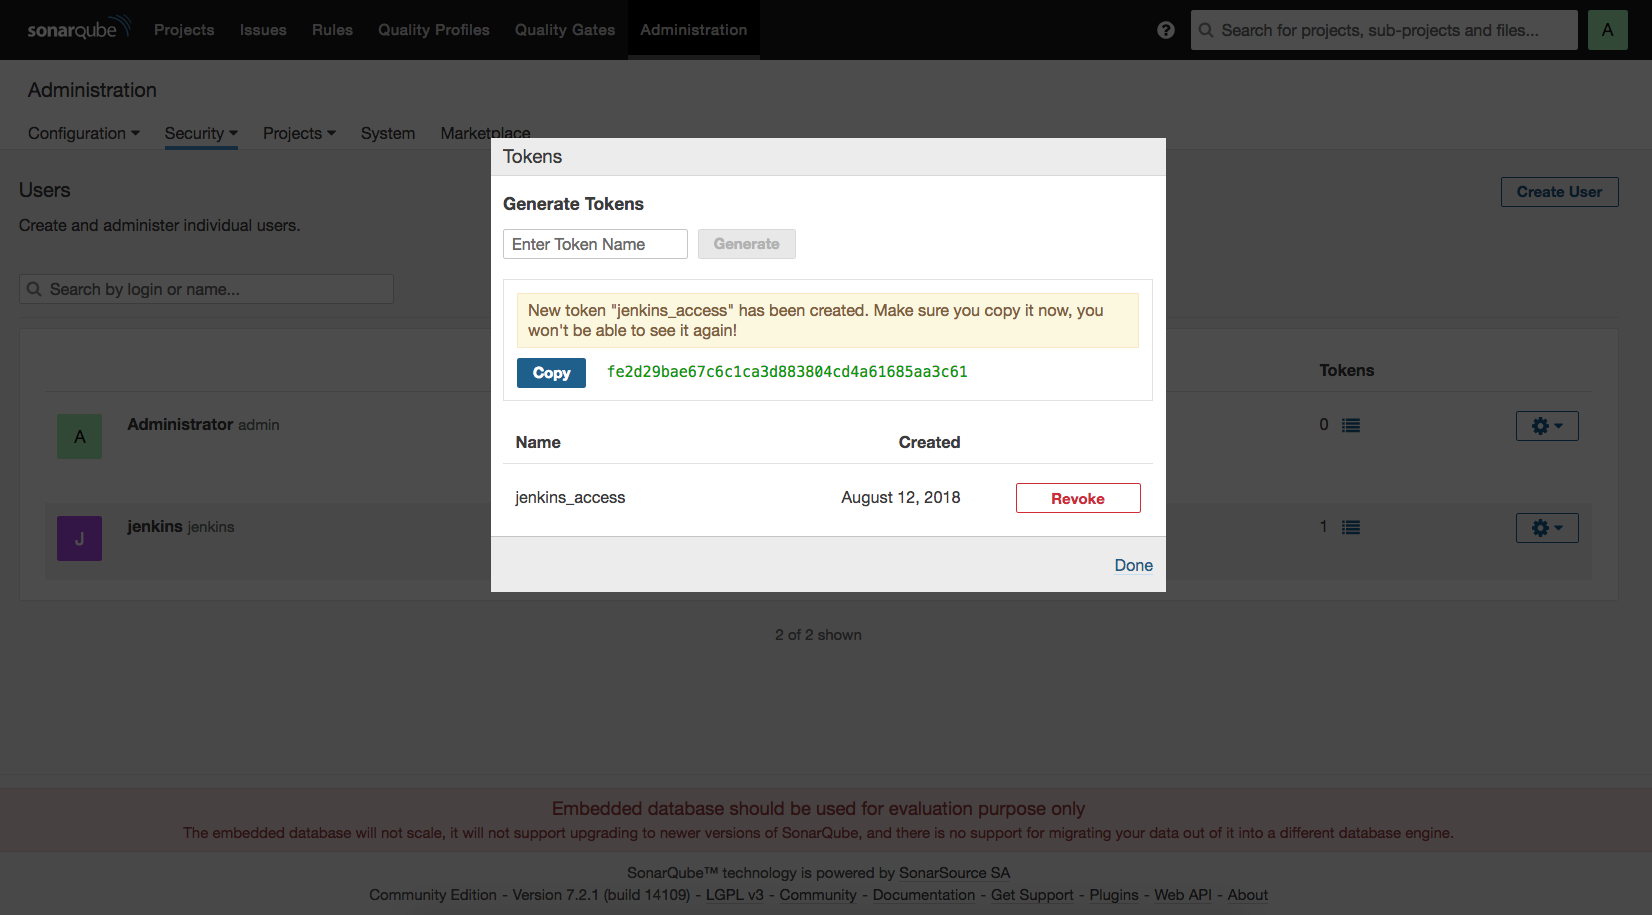 sonarqube Projects Issues Rules Quality Profiles Quality Gates Administration ? Search for projects, sub-projects and files... A
Administration
Configuration Security Projects System Marketplace
Users
Create User
Create and administer individual users.
Search by login or name...
Tokens
A Administrator admin 0
J jenkins jenkins 1
Tokens
Generate Tokens
Enter Token Name Generate
New token "jenkins_access" has been created. Make sure you copy it now, you
won't be able to see it again!
Copy fe2d29bae67c6c1ca3d883804cd4a61685aa3c61
Name Created
jenkins_access August 12, 2018 Revoke
Done
2 of 2 shown
Embedded database should be used for evaluation purpose only
The embedded database will not scale, it will not support upgrading to newer versions of SonarQube, and there is no support for migrating your data out of it into a different database engine.
SonarQube™ technology is powered by SonarSource SA
Community Edition - Version 7.2.1 (build 14109) - LGPL v3 - Community - Documentation - Get Support - Plugins - Web API - About